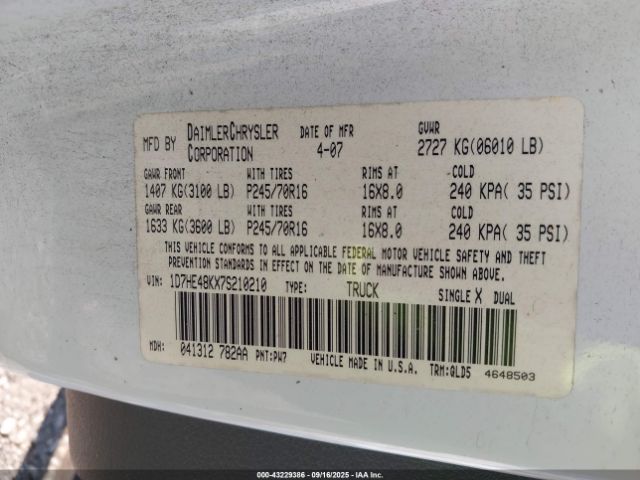 MFD BY DAIMLERCHRYSLER CORPORATION DATE OF MFR 4-07 GVWR 2727 KG(06010 LB)
GAWR FRONT WITH TIRES RIMS AT COLD
1407 KG(3100 LB) P245/70R16 16X8.0 240 KPA( 35 PSI)
GAWR REAR WITH TIRES RIMS AT COLD
1633 KG(3600 LB) P245/70R16 16X8.0 240 KPA( 35 PSI)
THIS VEHICLE CONFORMS TO ALL APPLICABLE FEDERAL MOTOR VEHICLE SAFETY AND THEFT
PREVENTION STANDARDS IN EFFECT ON THE DATE OF MANUFACTURE SHOWN ABOVE.
VIN: 1D7HE48KX7S210210 TYPE: TRUCK SINGLE X DUAL
MDH: 041312 782AA PNT:PW7 VEHICLE MADE IN U.S.A. TRM:QLD5 4648503
000-43229386 - 09/16/2025 - IAA Inc.